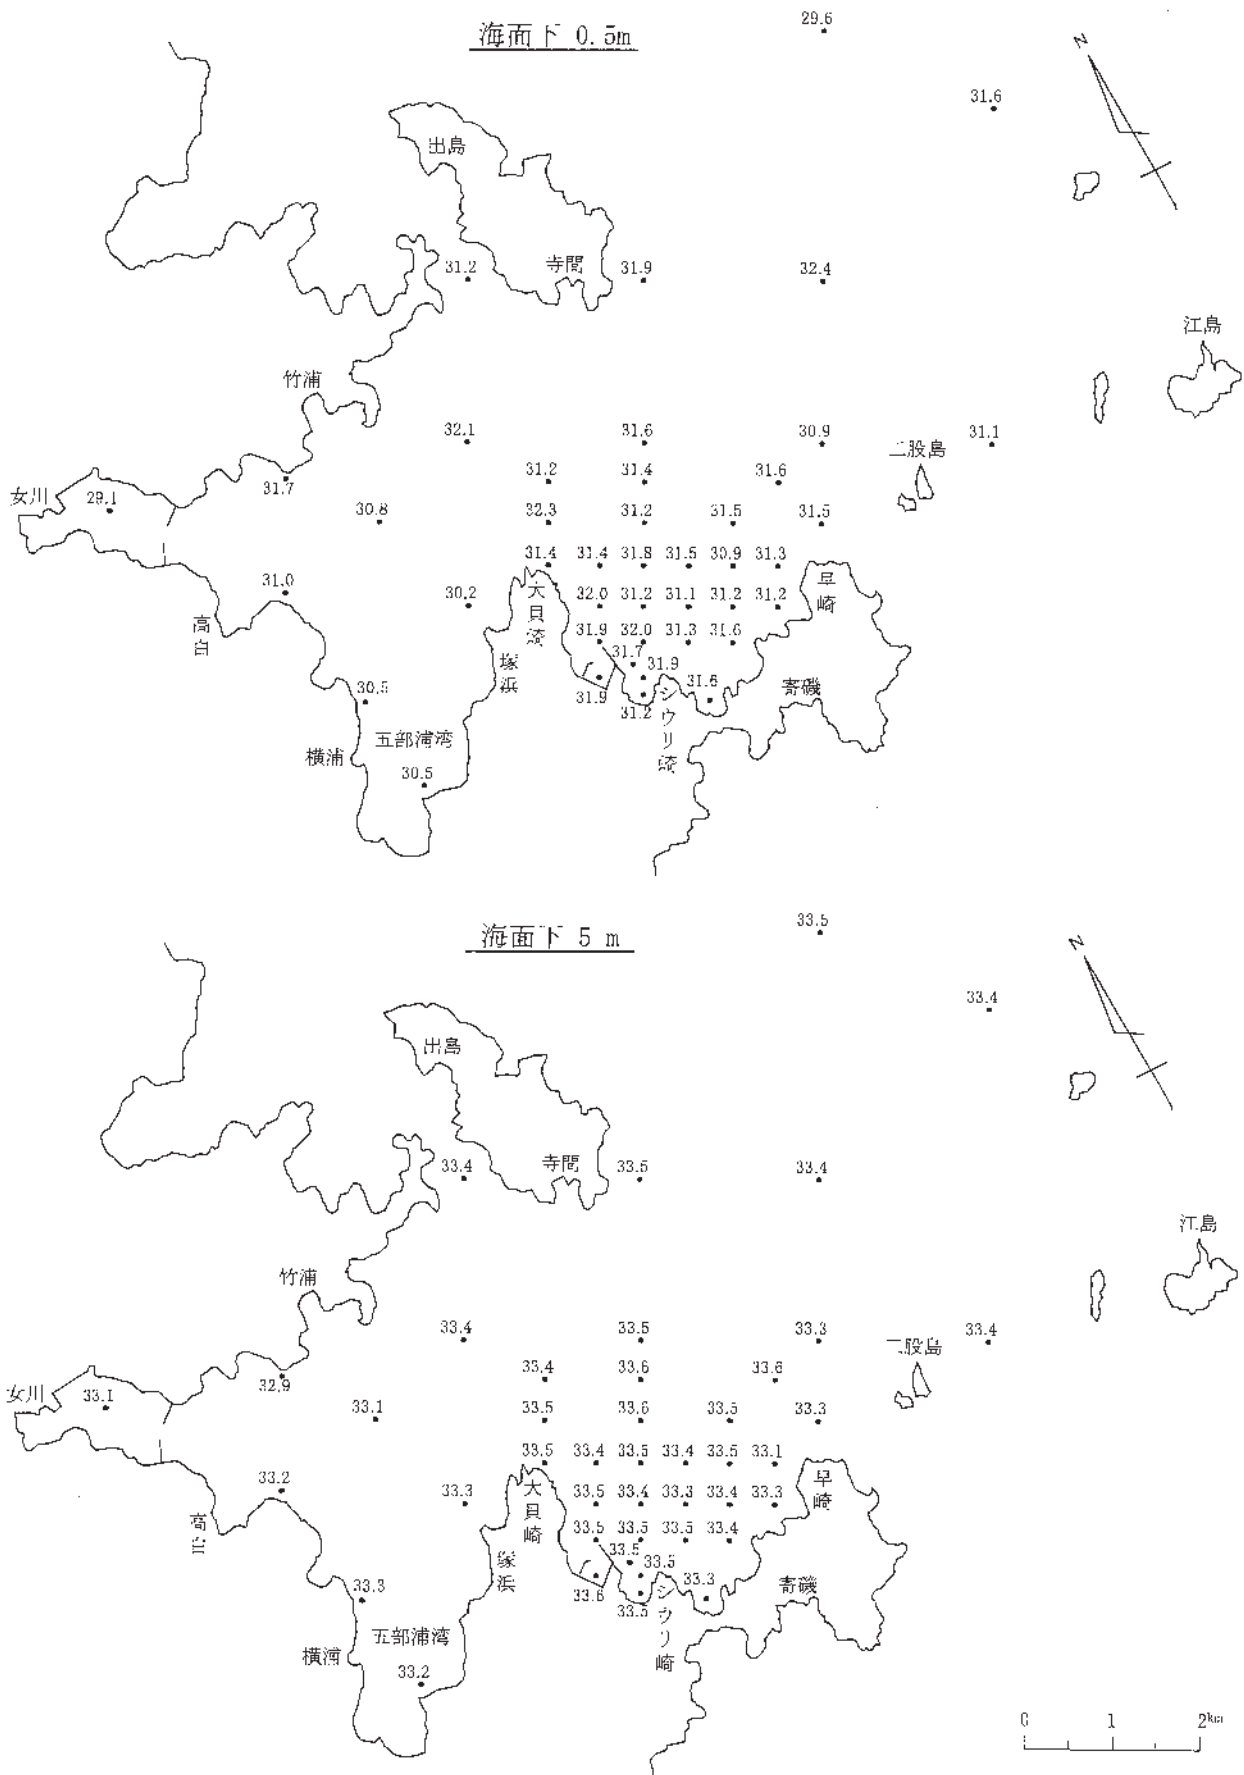 海面下 0.5m
29.6
N
31.6
出島
寺間
31.2
31.9
32.4
江島
竹浦
32.1
31.6
30.9
31.1
二股島
31.2
31.4
31.6
31.7
女川
29.1
30.8
32.3
31.2
31.5
31.5
31.4
31.4
31.8
31.5
30.9
31.3
早崎
31.0
30.2
大貝崎
32.0
31.2
31.1
31.2
31.2
高白
31.9
32.0
31.3
31.6
塚浜
31.7
31.9
31.9
31.2
シウリ崎
31.6
寄磯
30.5
五部浦湾
横浦
30.5
海面下 5 m
33.5
N
33.4
出島
寺間
33.4
33.5
33.4
江島
竹浦
33.4
33.5
33.3
33.4
二股島
33.4
33.6
33.6
32.9
女川
33.1
33.1
33.5
33.6
33.5
33.3
33.5
33.4
33.5
33.4
33.5
33.1
早崎
33.2
33.3
大貝崎
33.5
33.4
33.3
33.4
33.3
高白
33.5
33.5
33.5
33.4
塚浜
33.5
33.5
33.6
33.5
シウリ崎
33.3
寄磯
33.3
五部浦湾
横浦
33.2
0 1 2km